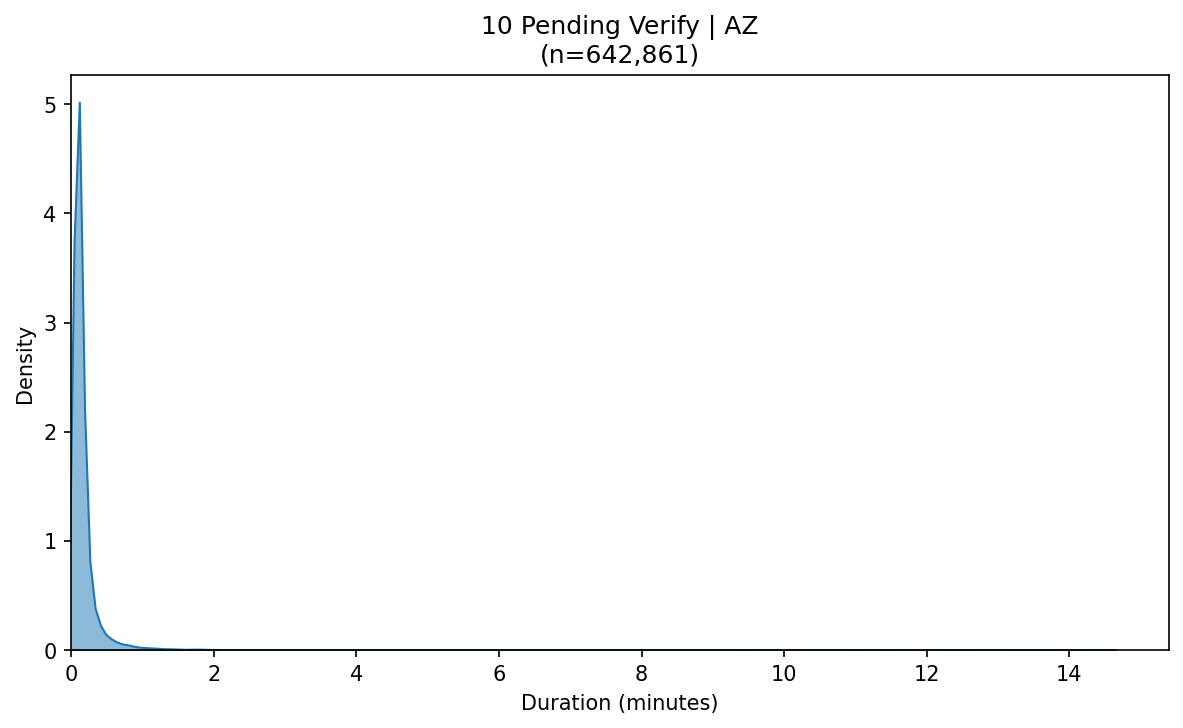 10 Pending Verify | AZ
(n=642,861)
5
4
3
2
1
0
Density
0 2 4 6 8 10 12 14
Duration (minutes)